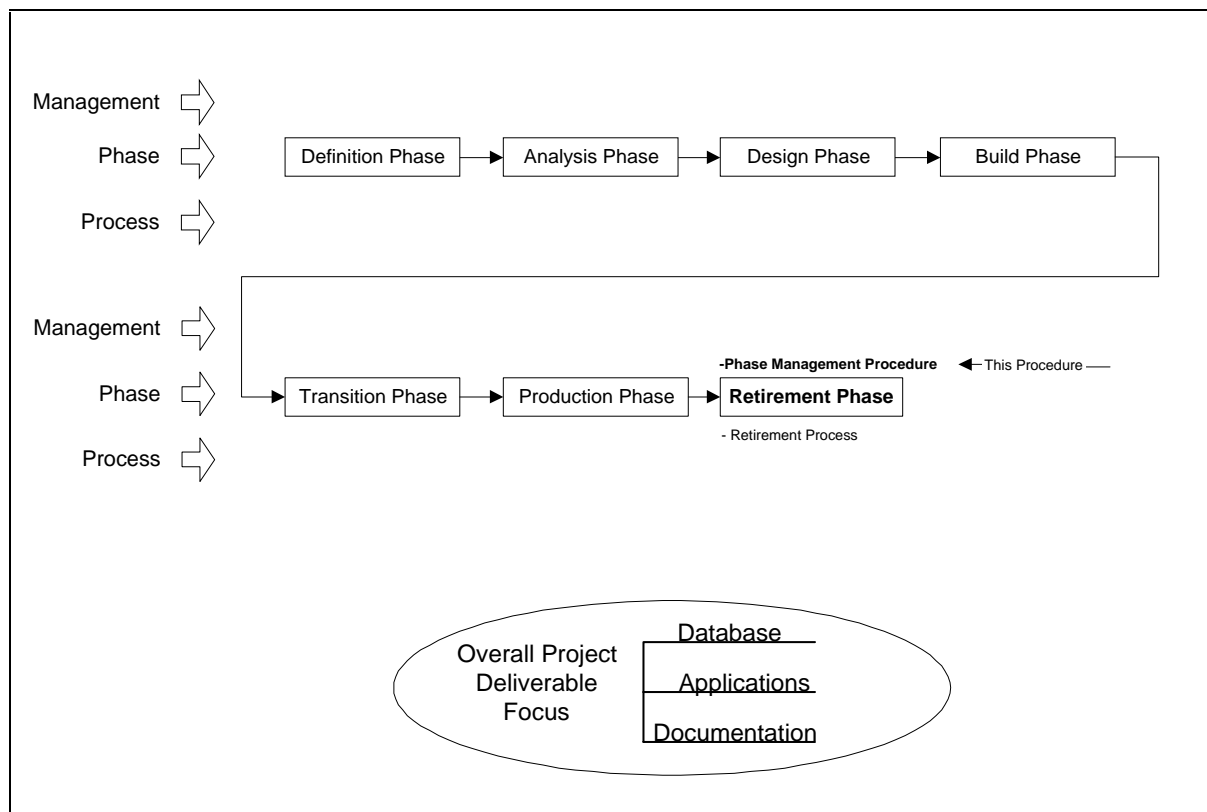 Management
Phase
Definition Phase
Analysis Phase
Design Phase
Build Phase
Process
Management
-Phase Management Procedure
This Procedure
Phase
Transition Phase
Production Phase
Retirement Phase
- Retirement Process
Process
Overall Project
Deliverable
Focus
Database
Applications
Documentation